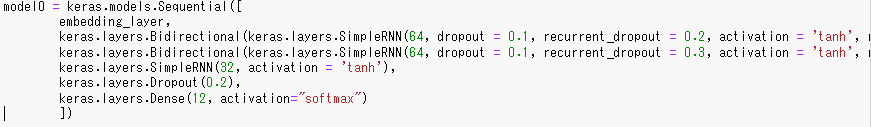 model0 = keras.models.Sequential([
embedding_layer,
keras.layers.Bidirectional(keras.layers.SimpleRNN(64, dropout = 0.1, recurrent_dropout = 0.2, activation = 'tanh',
keras.layers.Bidirectional(keras.layers.SimpleRNN(64, dropout = 0.1, recurrent_dropout = 0.3, activation = 'tanh',
keras.layers.SimpleRNN(32, activation = 'tanh'),
keras.layers.Dropout(0.2),
keras.layers.Dense(12, activation="softmax")
])